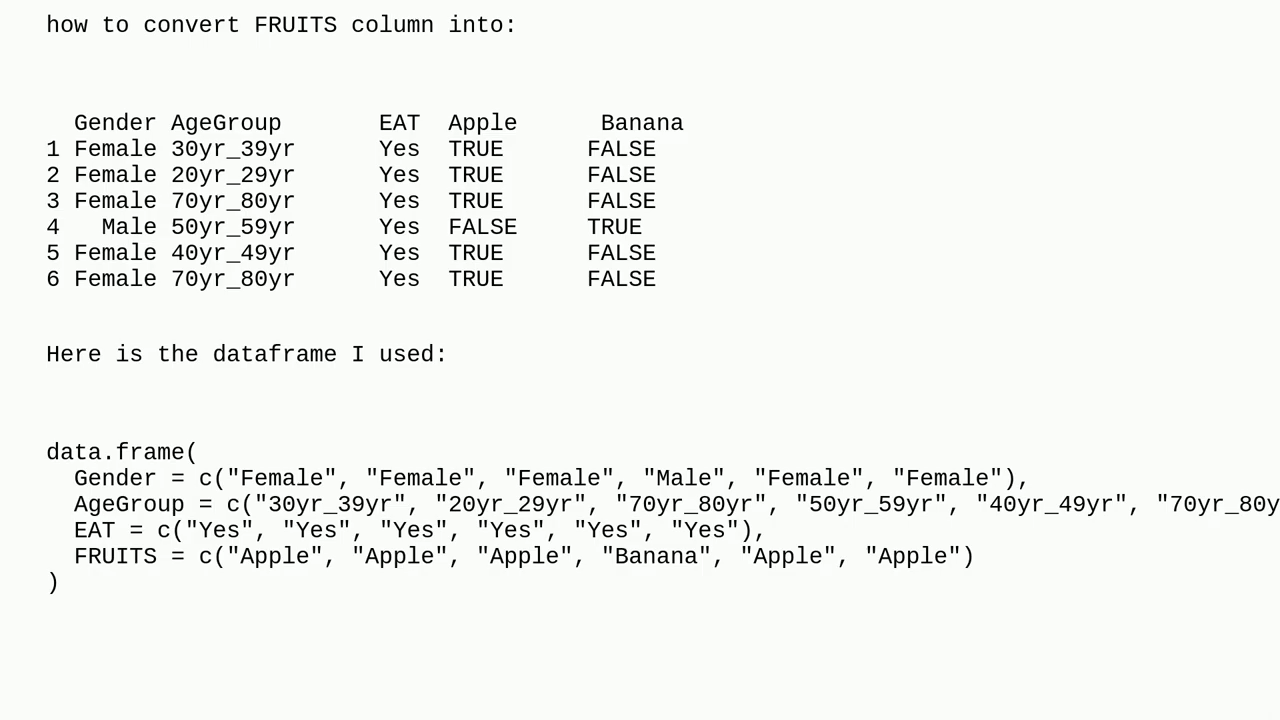 how to convert FRUITS column into:
  Gender AgeGroup       EAT  Apple      Banana
1 Female 30yr_39yr      Yes  TRUE      FALSE
2 Female 20yr_29yr      Yes  TRUE      FALSE
3 Female 70yr_80yr      Yes  TRUE      FALSE
4   Male 50yr_59yr      Yes  FALSE     TRUE
5 Female 40yr_49yr      Yes  TRUE      FALSE
6 Female 70yr_80yr      Yes  TRUE      FALSE
Here is the dataframe I used:
data.frame(
  Gender = c("Female", "Female", "Female", "Male", "Female", "Female"),
  AgeGroup = c("30yr_39yr", "20yr_29yr", "70yr_80yr", "50yr_59yr", "40yr_49yr", "70yr_80y
  EAT = c("Yes", "Yes", "Yes", "Yes", "Yes", "Yes"),
  FRUITS = c("Apple", "Apple", "Apple", "Banana", "Apple", "Apple")
)